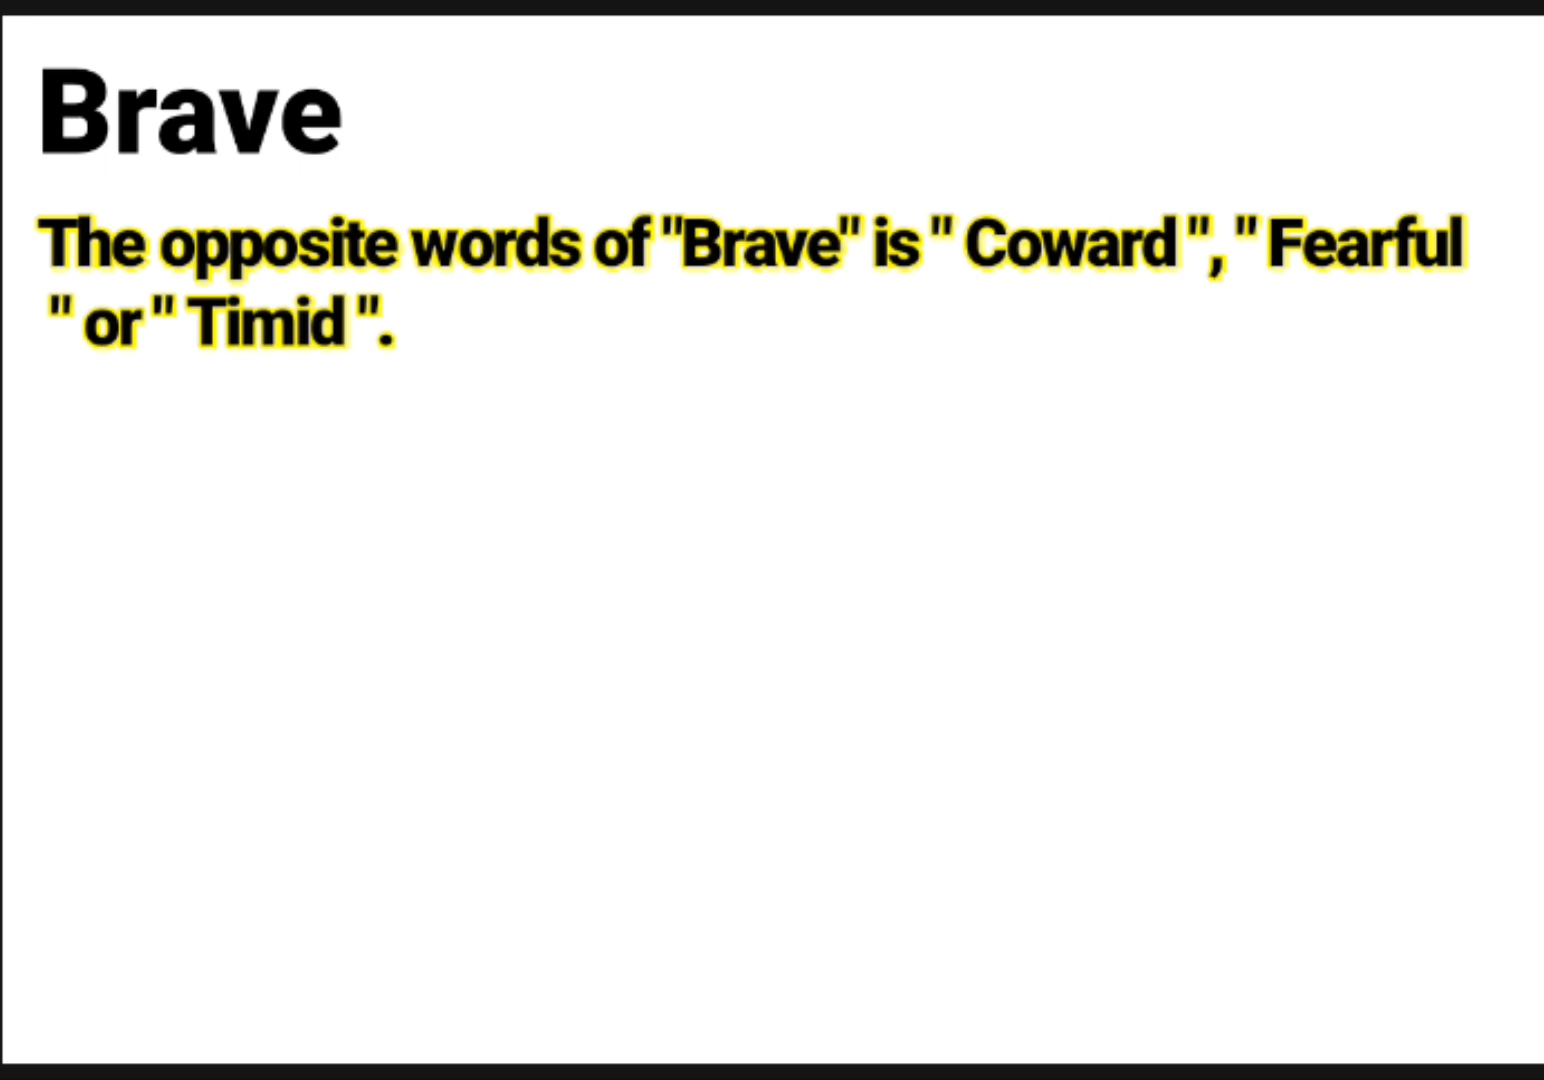 Brave
The opposite words of "Brave" is " Coward ", " Fearful
" or " Timid ".